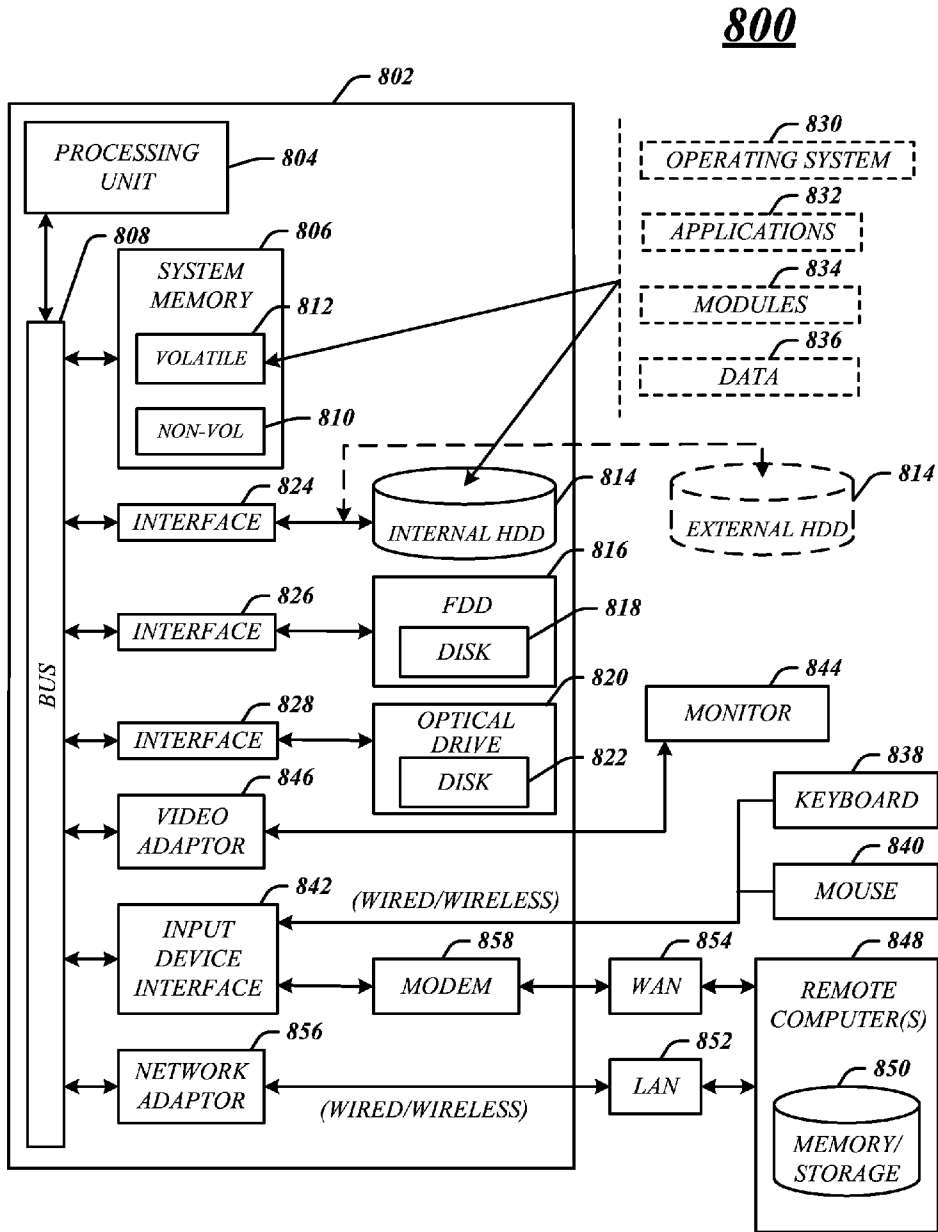 800
802
PROCESSING
UNIT
804
808
806
SYSTEM
MEMORY
812
VOLATILE
810
NON-VOL
830
OPERATING SYSTEM
832
APPLICATIONS
834
MODULES
836
DATA
824
INTERFACE
814
INTERNAL HDD
814
EXTERNAL HDD
816
FDD
818
DISK
826
INTERFACE
BUS
820
OPTICAL
DRIVE
822
DISK
828
INTERFACE
844
MONITOR
846
VIDEO
ADAPTOR
838
KEYBOARD
840
MOUSE
842
INPUT
DEVICE
INTERFACE
(WIRED/WIRELESS)
858
MODEM
854
WAN
848
REMOTE
COMPUTER(S)
856
NETWORK
ADAPTOR
(WIRED/WIRELESS)
852
LAN
850
MEMORY/
STORAGE